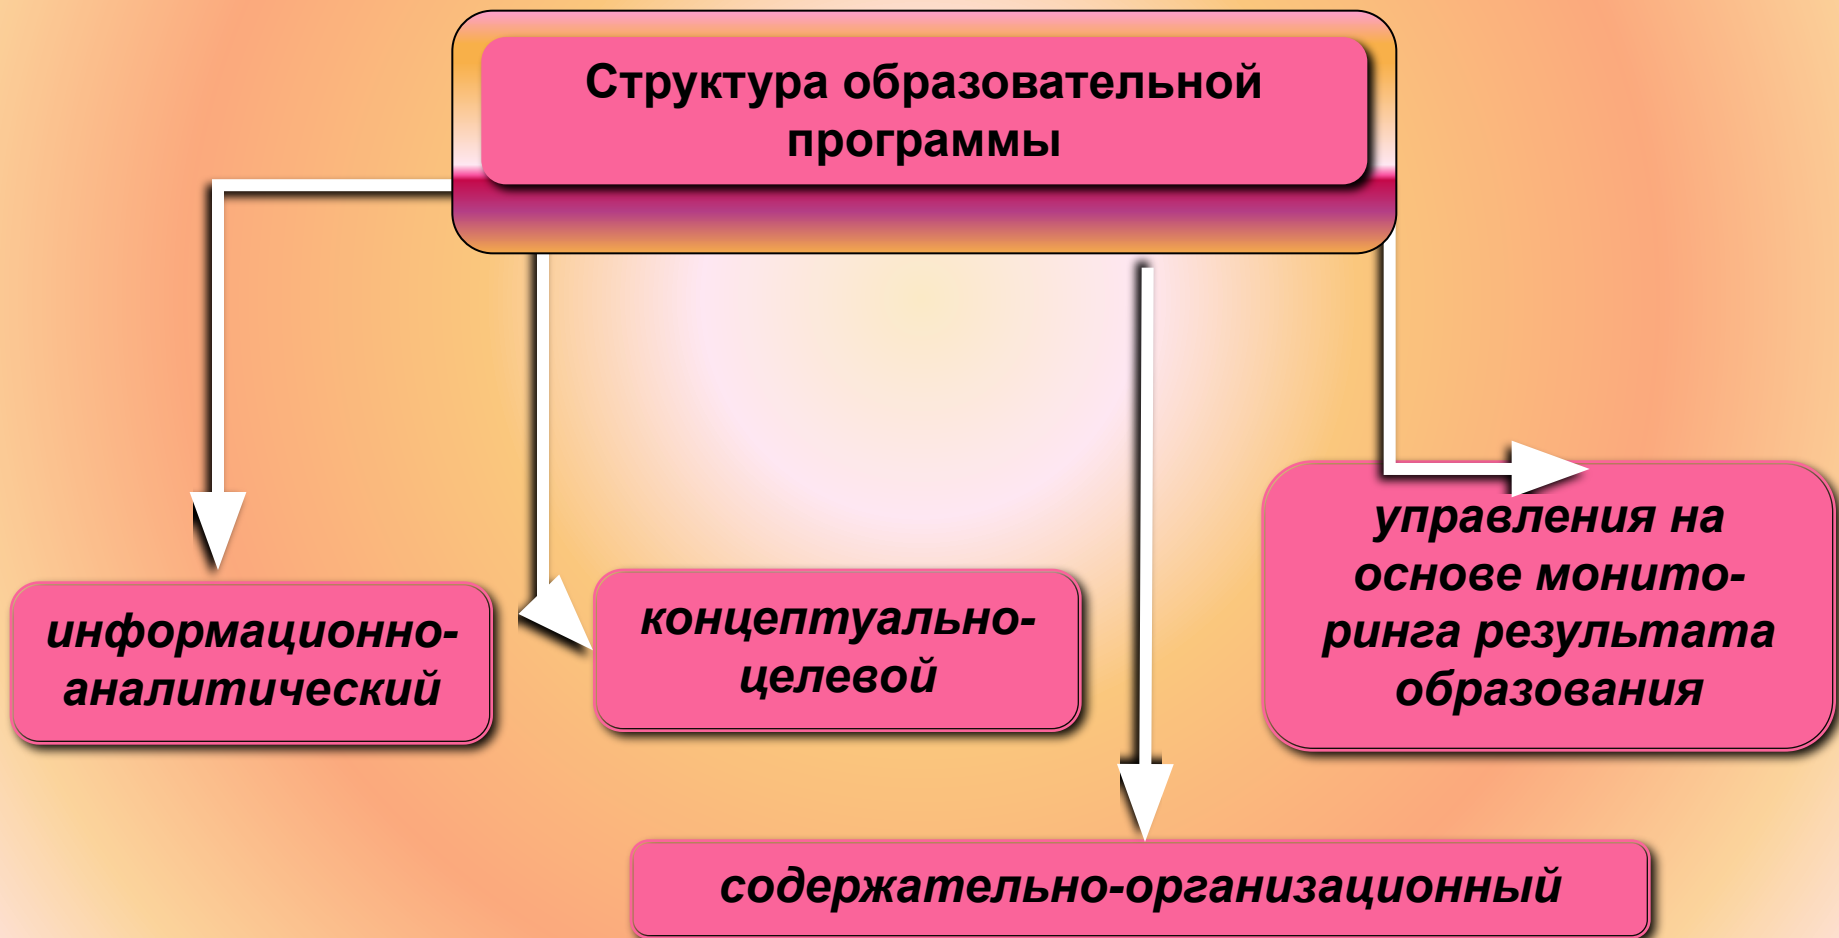 Структура образовательной
программы
информационно-
аналитический
концептуально-
целевой
управления на
основе монито-
ринга результата
образования
содержательно-организационный